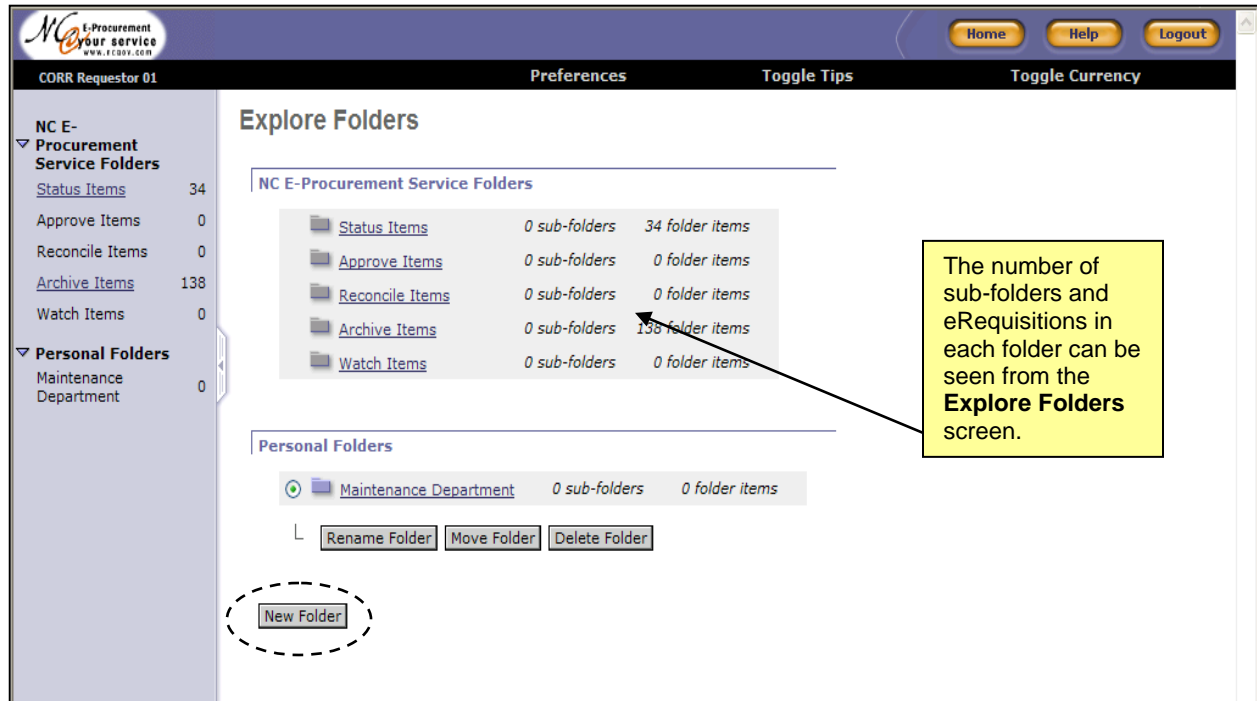 NC E-Procurement
@your service
Home Help Logout
CORR Requestor 01 Preferences Toggle Tips Toggle Currency
NC E-
Procurement
Service Folders
Status Items 34
Approve Items 0
Reconcile Items 0
Archive Items 138
Watch Items 0
Personal Folders
Maintenance
Department 0
Explore Folders
NC E-Procurement Service Folders
Status Items 0 sub-folders 34 folder items
Approve Items 0 sub-folders 0 folder items
Reconcile Items 0 sub-folders 0 folder items
Archive Items 0 sub-folders 138 folder items
Watch Items 0 sub-folders 0 folder items
Personal Folders
Maintenance Department 0 sub-folders 0 folder items
Rename Folder Move Folder Delete Folder
New Folder
The number of
sub-folders and
eRequisitions in
each folder can be
seen from the
Explore Folders
screen.